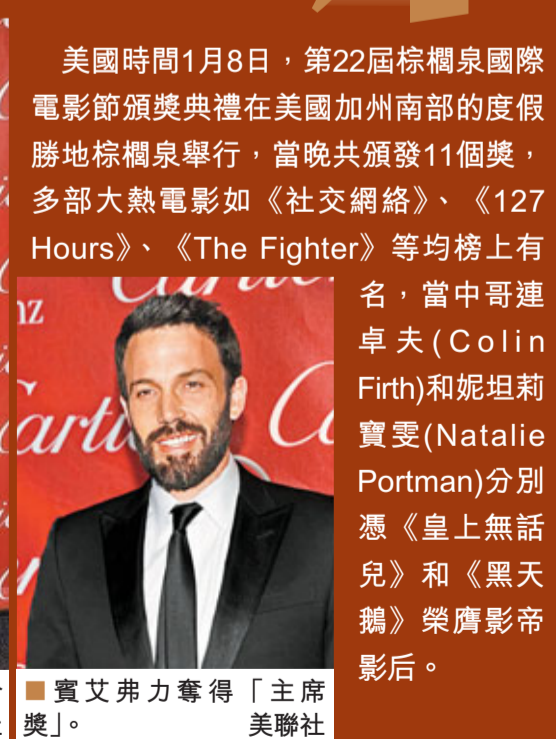 美國時間1月8日，第22屆棕櫚泉國際
電影節頒獎典禮在美國加州南部的度假
勝地棕櫚泉舉行，當晚共頒發11個獎，
多部大熱電影如《社交網絡》、《127
Hours》、《The Fighter》等均榜上有
名，當中哥連
卓夫(Colin
Firth)和妮坦莉
寶雯(Natalie
Portman)分別
憑《皇上無話
兒》和《黑天
鵝》榮膺影帝
影后。
Cartier
■賓艾弗力奪得「主席
獎」。 美聯社